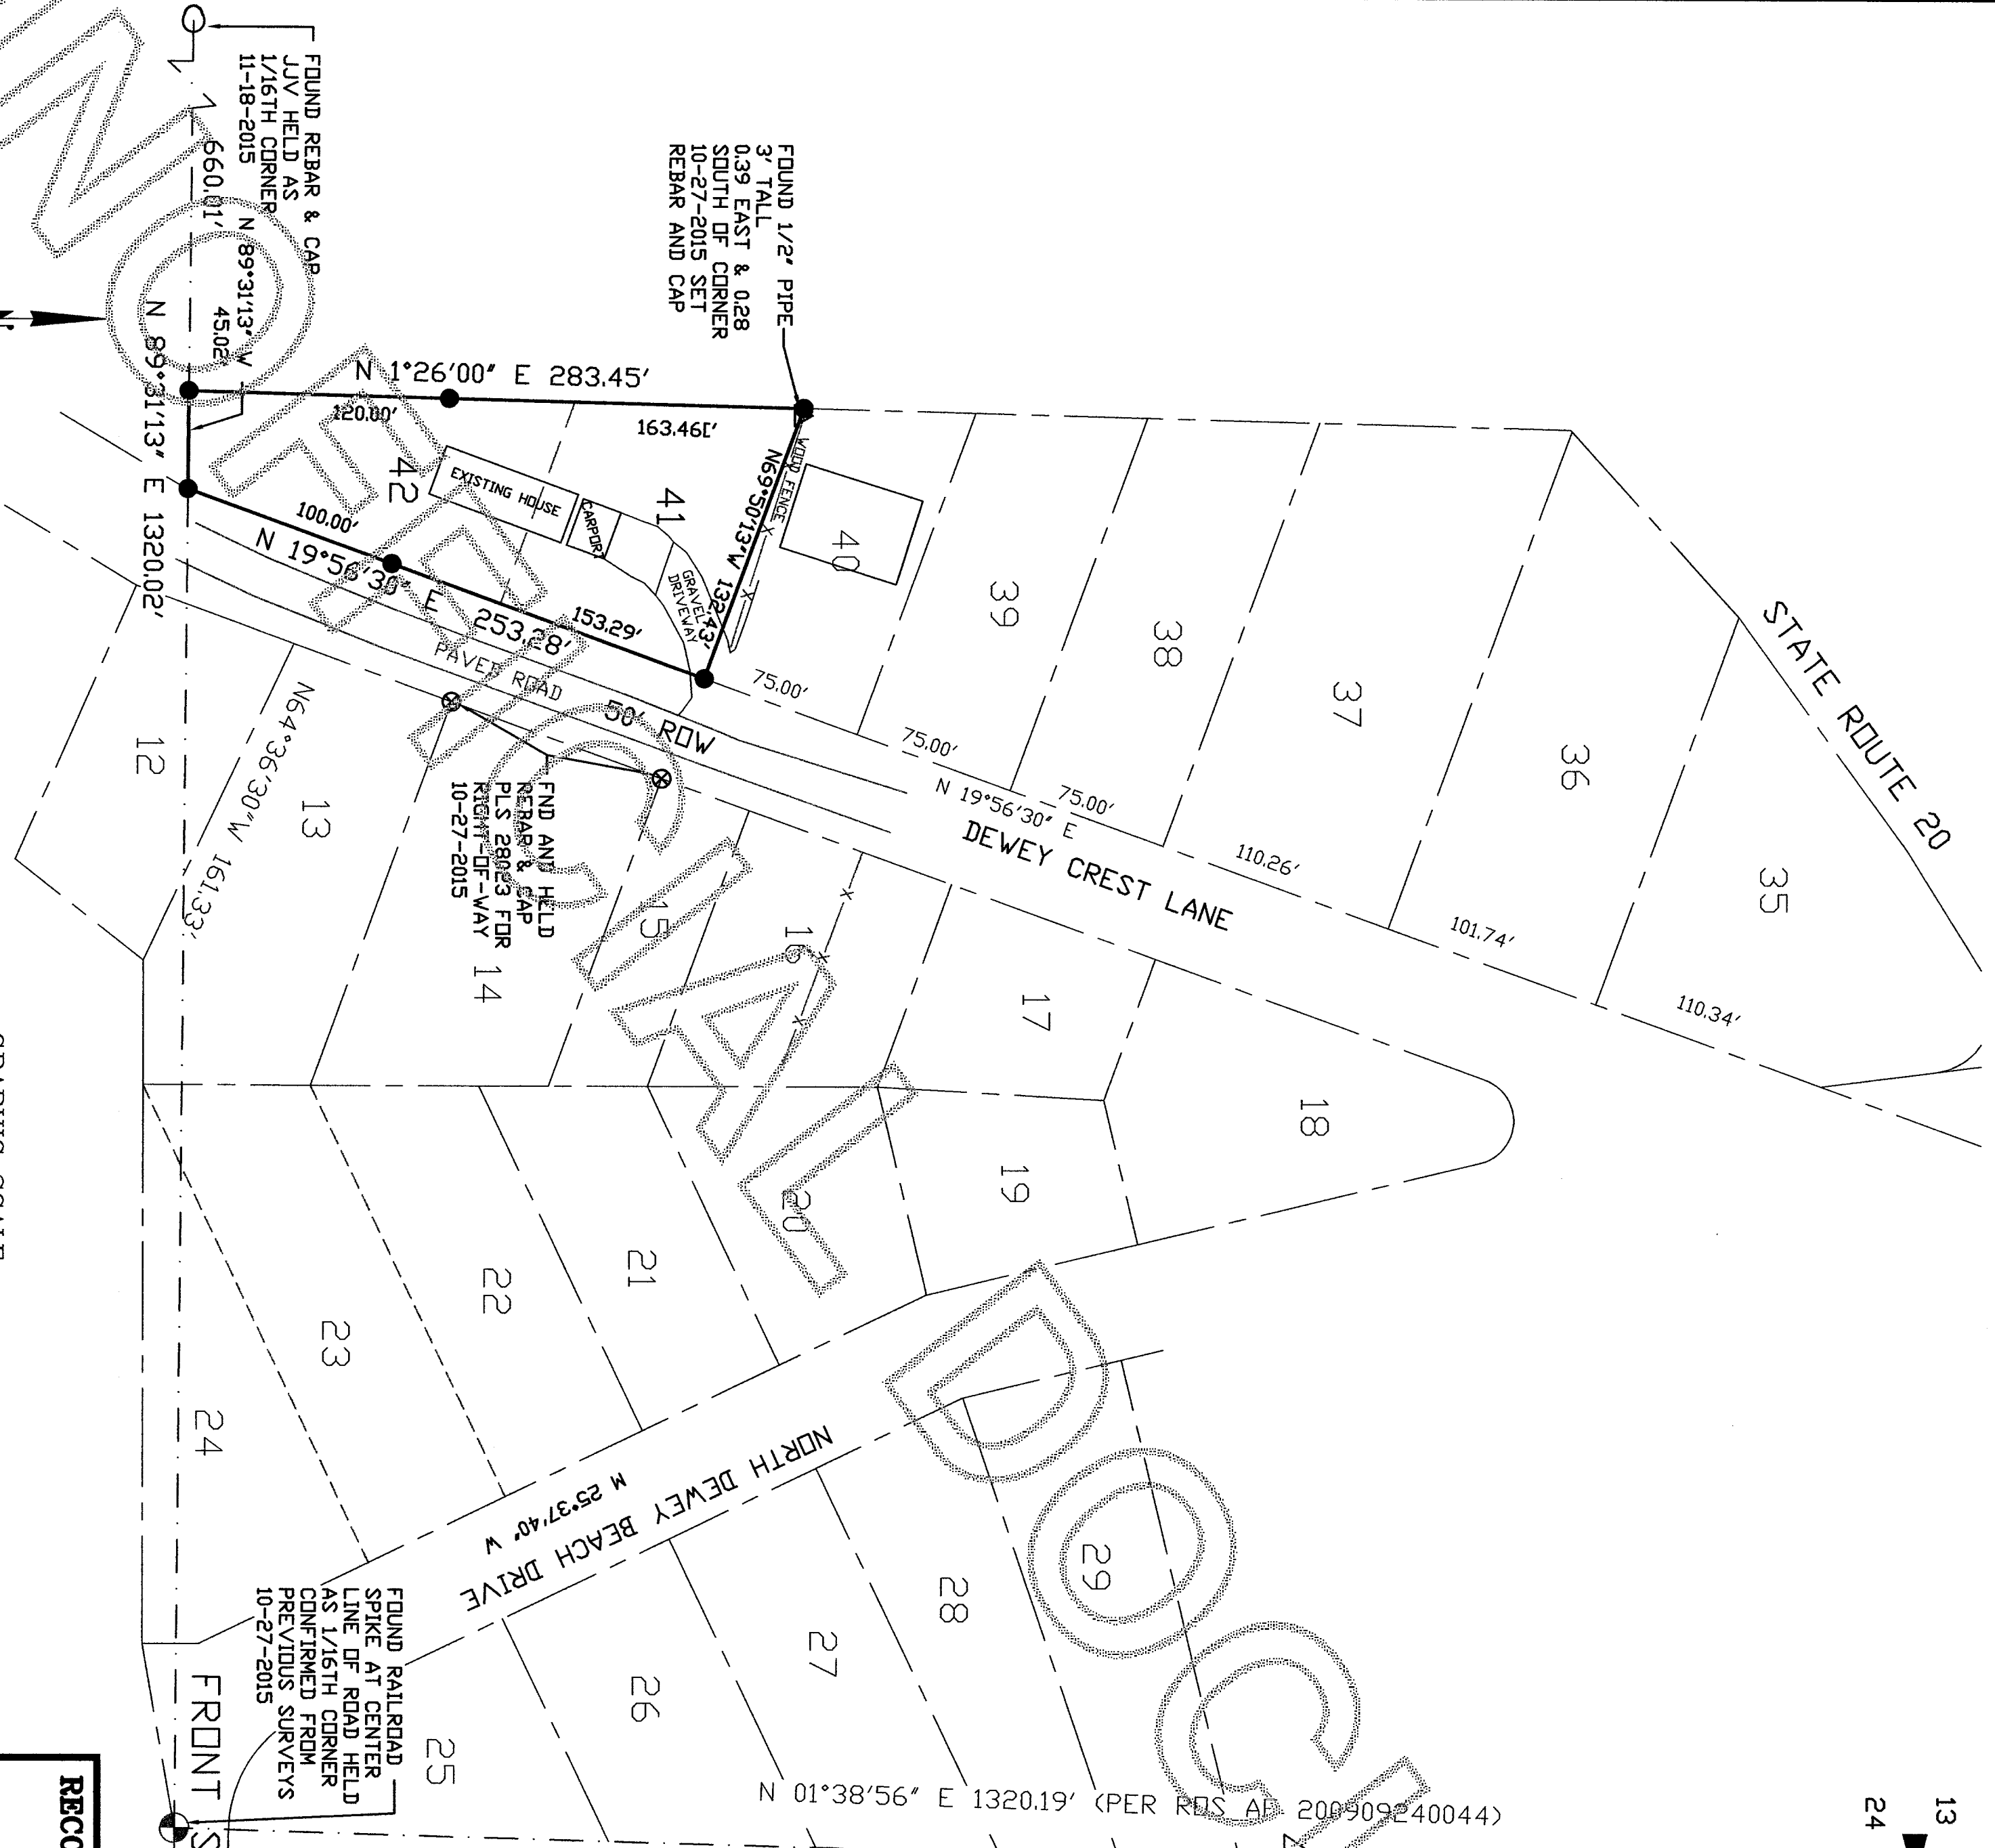 FOUND REBAR & CAP
JJV HELD AS
1/16TH CORNER
11-18-2015
660.01'
N 89°31'13" W
45.02'
N 89°31'13" E 1320.02'
FOUND 1/2" PIPE
3' TALL
0.39 EAST & 0.28
SOUTH OF CORNER
10-27-2015 SET
REBAR AND CAP
N 1°26'00" E 283.45'
120.00'
163.46['
42
EXISTING HOUSE
CARPORT
41
GRAVEL
DRIVEWAY
WOOD FENCE
N69°50'13"W 132.43'
40
100.00'
N 19°56'30" E 253.28'
153.29'
PAVED ROAD
50' ROW
75.00'
75.00'
75.00'
N 19°56'30" E
110.26'
101.74'
110.34'
DEWEY CREST LANE
STATE ROUTE 20
39
38
37
36
35
12
13
N64°36'30"W 161.33'
14
15
16
17
18
19
20
21
22
23
24
FND AND HELD
REBAR & CAP
PLS 28023 FOR
RIGHT-OF-WAY
10-27-2015
NORTH DEWEY BEACH DRIVE
M 25°37'40" W
25
26
27
28
29
FOUND RAILROAD
SPIKE AT CENTER
LINE OF ROAD HELD
AS 1/16TH CORNER
CONFIRMED FROM
PREVIOUS SURVEYS
10-27-2015
FRONT S
N 01°38'56" E 1320.19' (PER ROS AF 200909240044)
13
24
RECO
UNOFFICIAL DOCU